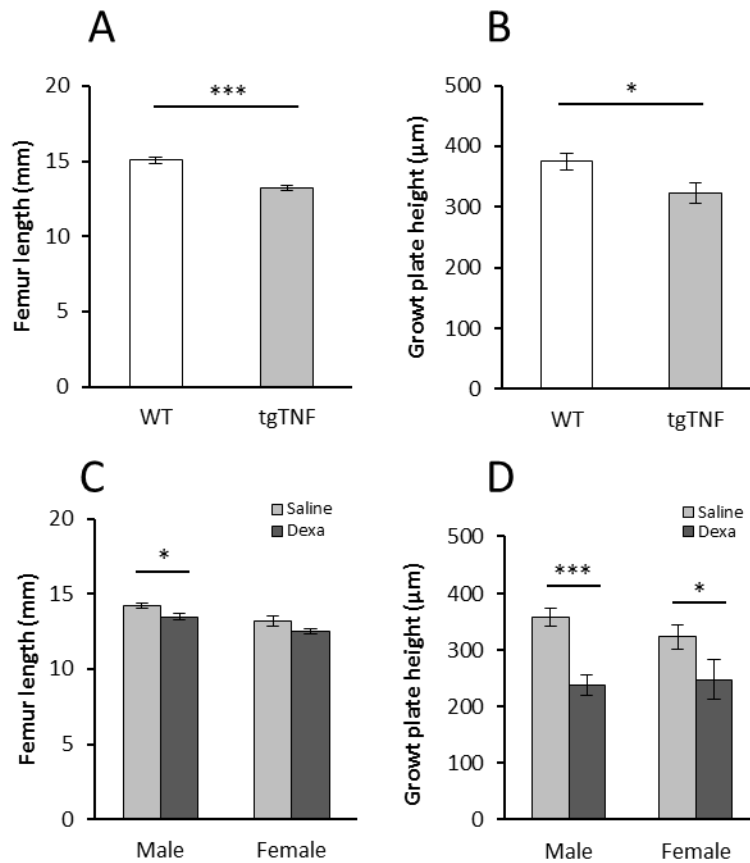 A
Femur length (mm)
20
15
10
5
0
***
WT
tgTNF
B
Growt plate height (µm)
500
400
300
200
100
0
*
WT
tgTNF
C
Saline
Dexa
Femur length (mm)
20
15
10
5
0
*
Male
Female
D
Saline
Dexa
Growt plate height (µm)
500
400
300
200
100
0
***
*
Male
Female